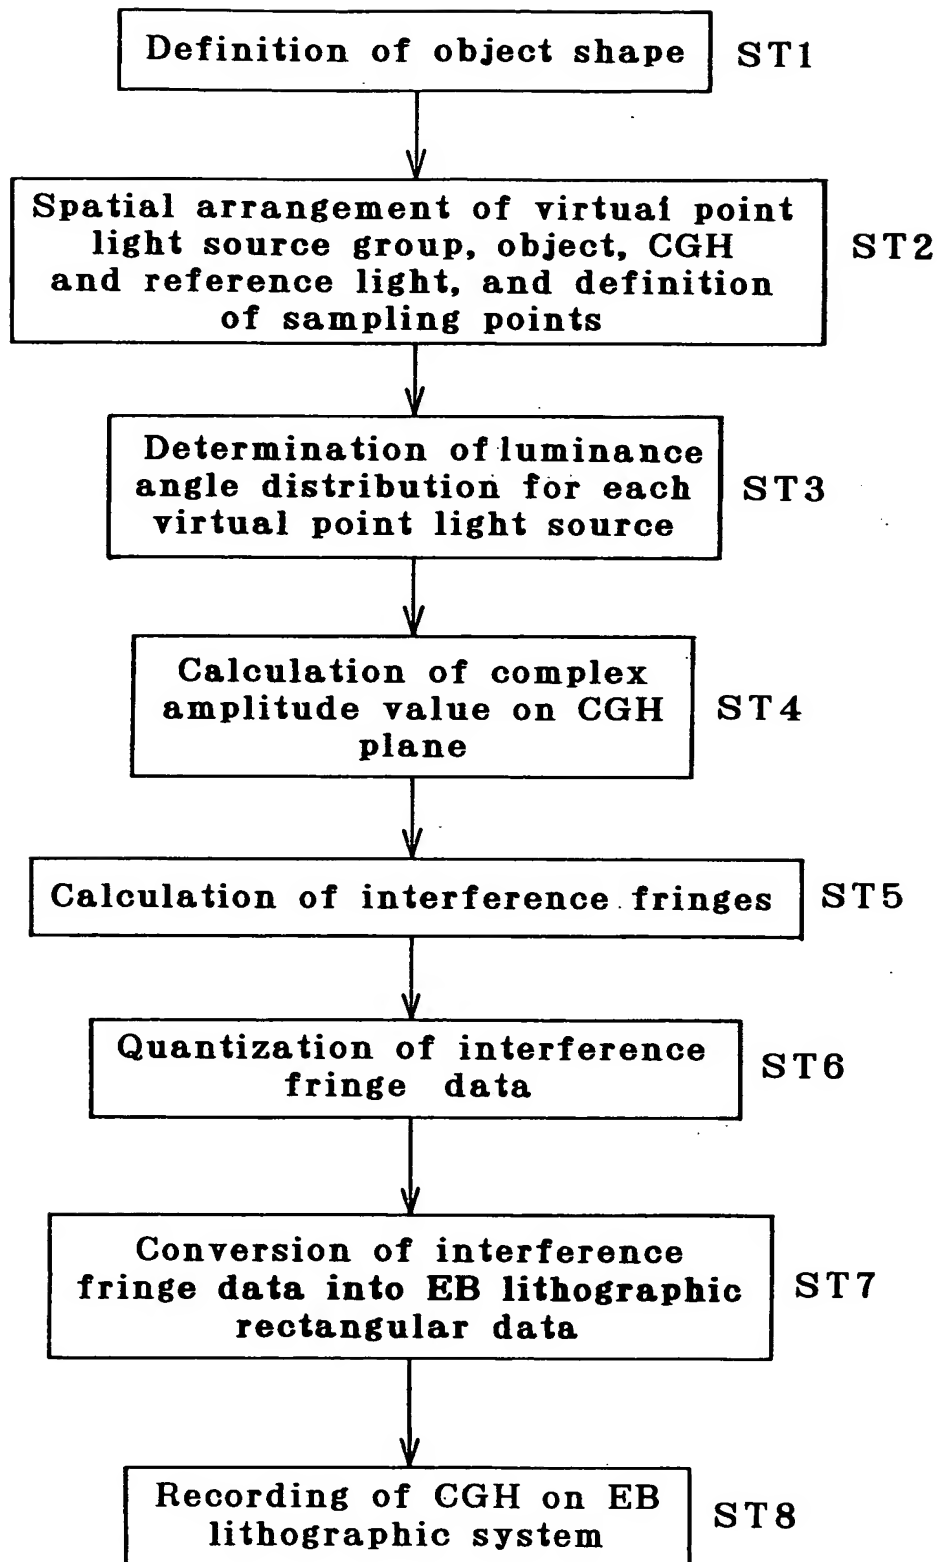 Definition of object shape ST1
Spatial arrangement of virtual point
light source group, object, CGH
and reference light, and definition
of sampling points
ST2
Determination of luminance
angle distribution for each
virtual point light source
ST3
Calculation of complex
amplitude value on CGH
plane
ST4
Calculation of interference fringes ST5
Quantization of interference
fringe data
ST6
Conversion of interference
fringe data into EB lithographic
rectangular data
ST7
Recording of CGH on EB
lithographic system
ST8